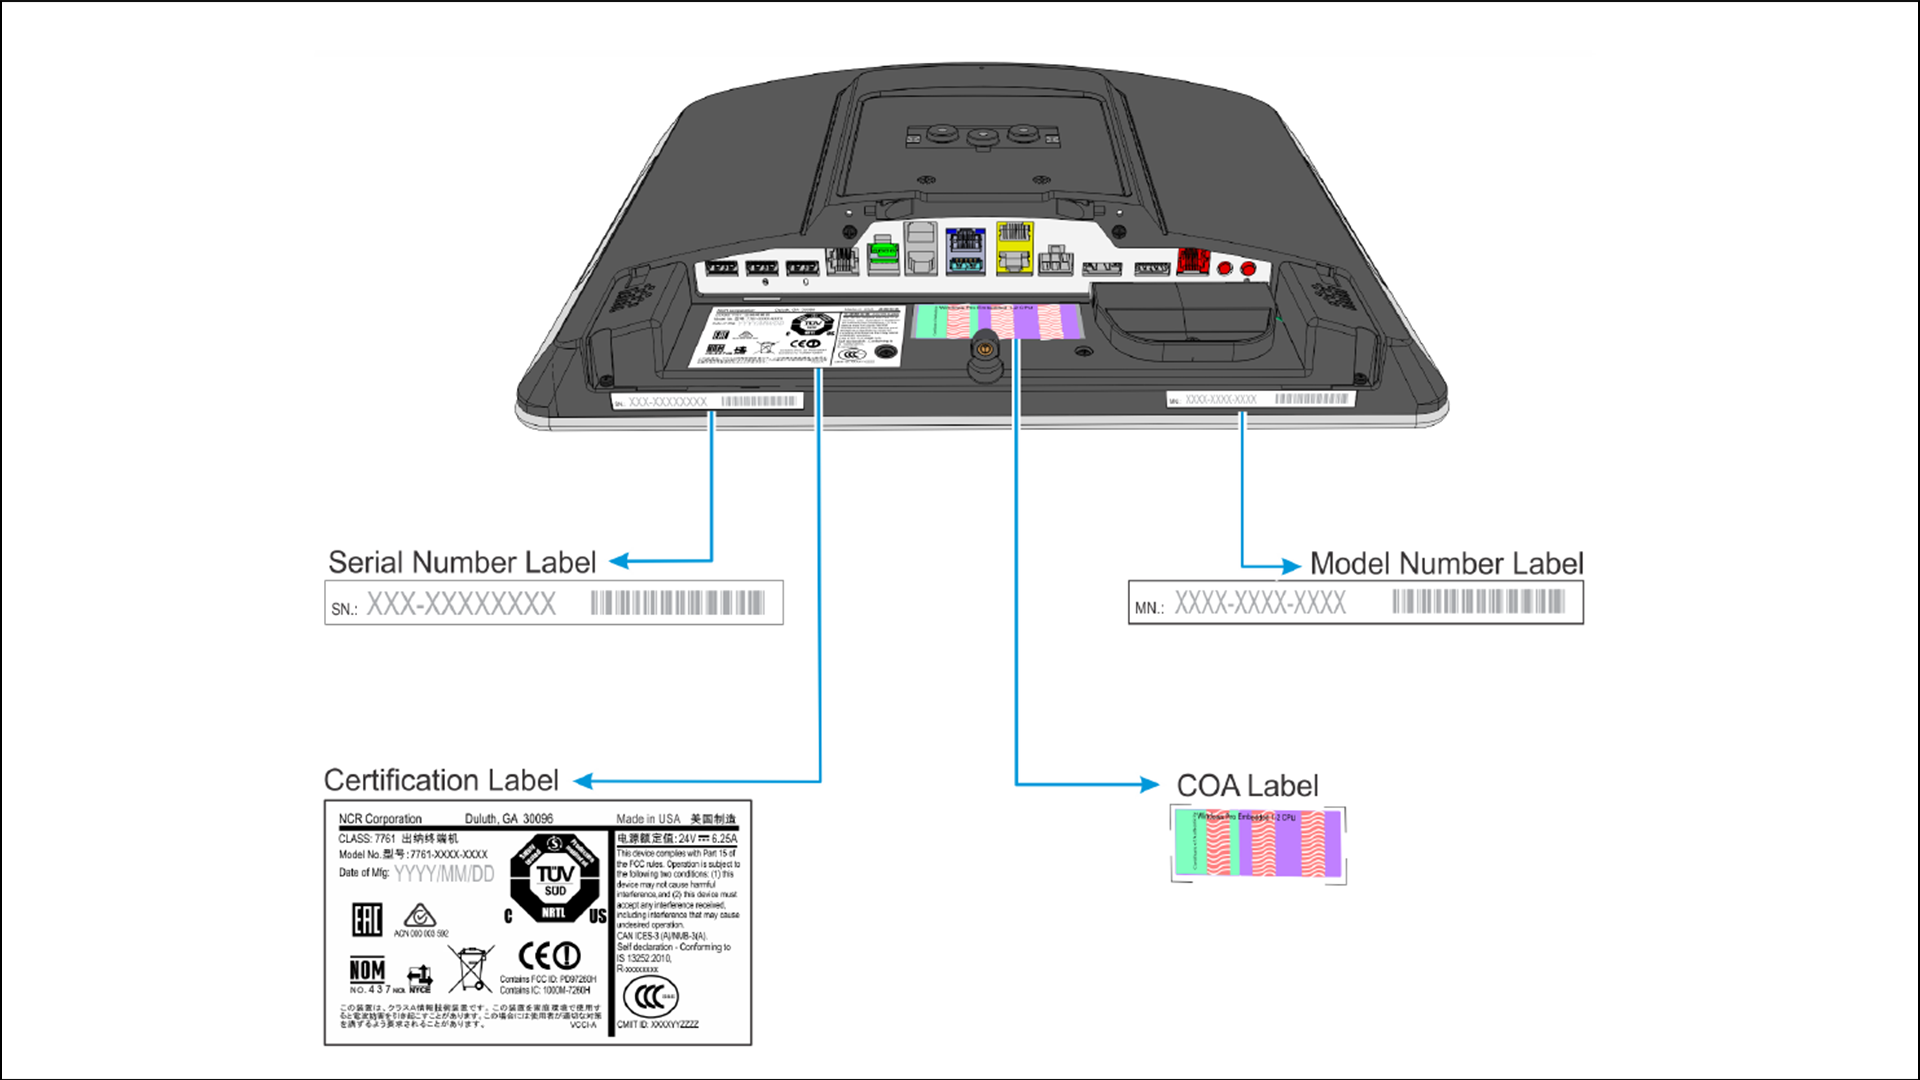 Serial Number Label
SN.: XXX-XXXXXXXX
Model Number Label
MN.: XXXX-XXXX-XXXX
Certification Label
NCR Corporation Duluth, GA 30096 Made in USA 美国制造
CLASS: 7761 出纳终端机
Model No. 型号: 7761-XXXX-XXXX
Date of Mfg: YYYY/MM/DD
TÜV
SÜD
C NRTL US
EAC
ACN 000 003 592
NOM
NO. 4 3 7 NCR NYCE
CE
Contains FCC ID: PD97260H
Contains IC: 1000M-7260H
この装置は、クラスA情報技術装置です。この装置を家庭環境で使用す
ると電波妨害を引き起こすことがあります。この場合には使用者が適切な対策
を講ずるよう要求されることがあります。 VCCI-A
电源额定值: 24V 6.25A
This device complies with Part 15 of
the FCC rules. Operation is subject to
the following two conditions: (1) this
device may not cause harmful
interference,and (2) this device must
accept any interference received,
including interference that may cause
undesired operation.
CAN ICES-3 (A)/NMB-3(A).
Self declaration - Conforming to
IS 13252:2010,
R-xxxxxxxx
CCC
CMIIT ID: XXXXYYZZZZ
COA Label
Windows Pro Embedded 1-2 CPU